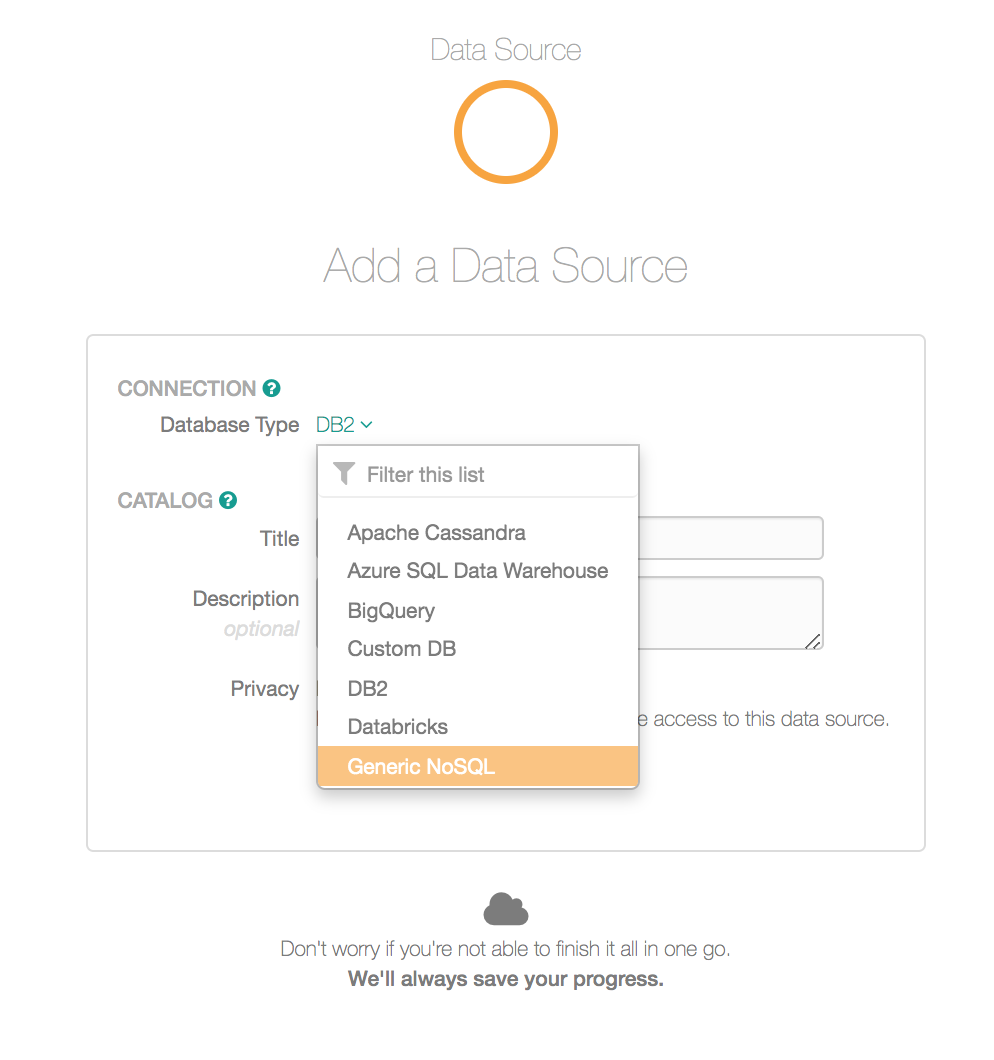 Data Source
Add a Data Source
CONNECTION ?
Database Type DB2
Filter this list
Apache Cassandra
Azure SQL Data Warehouse
BigQuery
Custom DB
DB2
Databricks
Generic NoSQL
CATALOG ?
Title
Description
optional
Privacy
access to this data source.
Don't worry if you're not able to finish it all in one go.
We'll always save your progress.